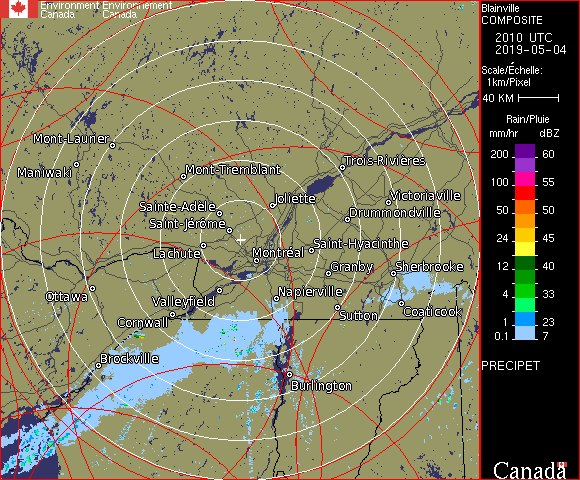 Environment Environnement
Canada Canada
Blainville
COMPOSITE
2010 UTC
2019-05-04
Scale/Échelle:
1km/Pixel
40 KM
Rain/Pluie
mm/hr dBZ
200 60
100 55
50 50
24 45
12 40
4 33
1 23
0.1 7
PRECIPET
Canada
Mont-Laurier
Maniwaki
Mont-Tremblant
Trois-Rivières
Sainte-Adèle
Joliette
Victoriaville
Drummondville
Saint-Jérôme
Saint-Hyacinthe
Lachute
Montréal
Granby
Sherbrooke
Ottawa
Valleyfield
Napierville
Cornwall
Sutton
Coaticook
Brockville
Burlington